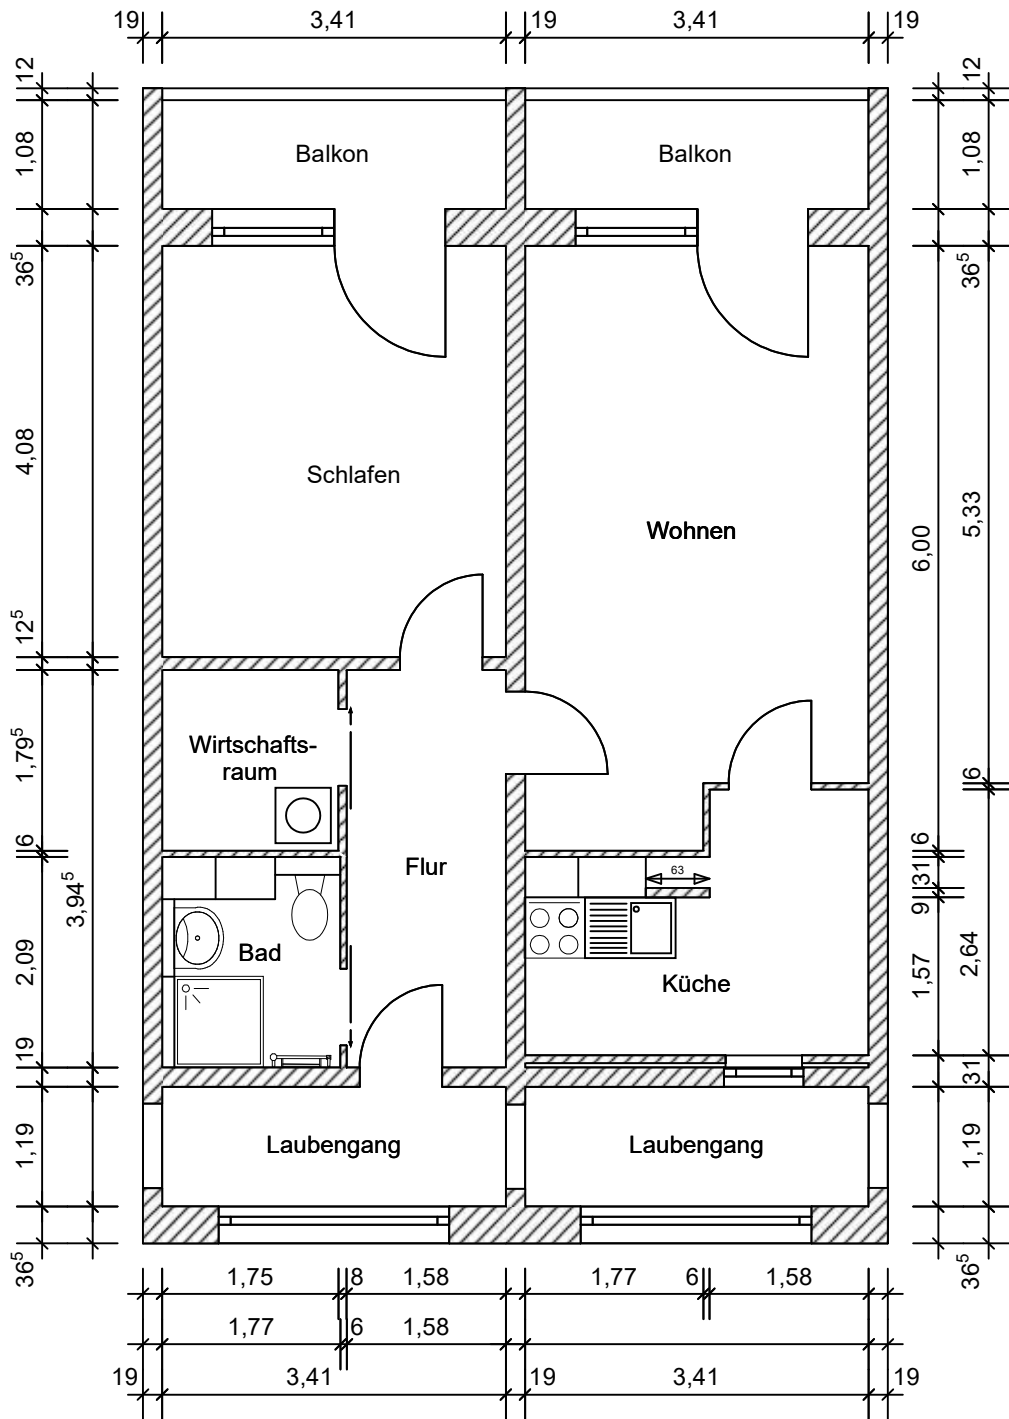 19 3,41 19 3,41 19
12 12
1,08 Balkon Balkon 1,08
36⁵ 36⁵
4,08 Schlafen
Wohnen 6,00 5,33
12⁵
Wirtschafts-
raum
1,79⁵
6 6
6
Flur 63 31
3,94⁵ 9
2,09 Bad Küche 1,57 2,64
19 31
1,19 Laubengang Laubengang 1,19
36⁵ 36⁵
1,75 8 1,58 1,77 6 1,58
1,77 6 1,58
19 3,41 19 3,41 19